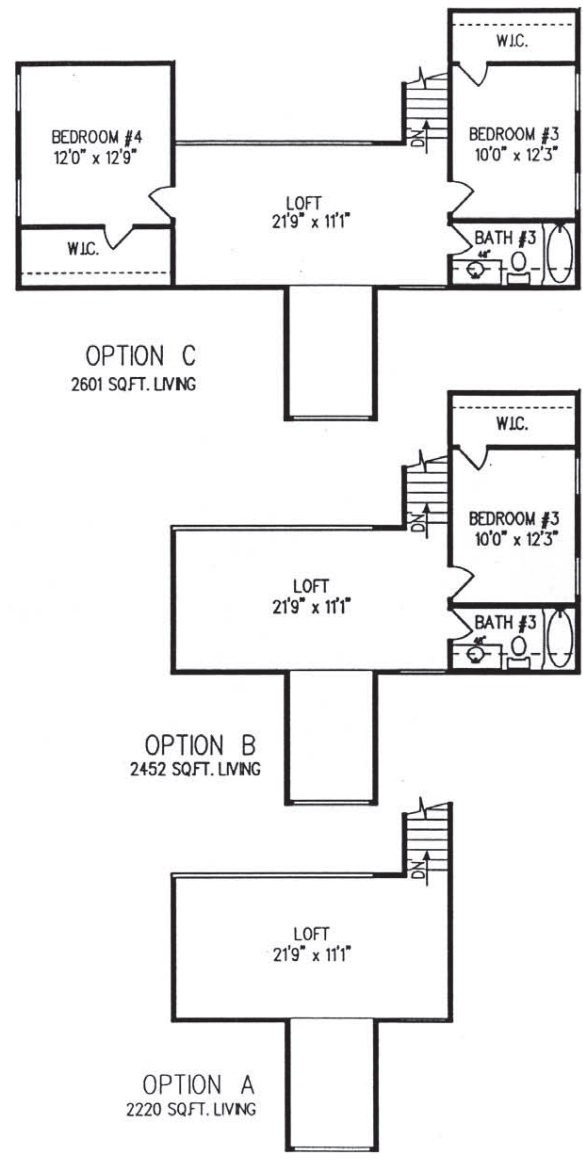 W.I.C.
BEDROOM #4
12'0" x 12'9"
BEDROOM #3
10'0" x 12'3"
DN
LOFT
21'9" x 11'1"
W.I.C.
BATH #3
48"
OPTION C
2601 SQ.FT. LIVING
W.I.C.
BEDROOM #3
10'0" x 12'3"
DN
LOFT
21'9" x 11'1"
BATH #3
48"
OPTION B
2452 SQ.FT. LIVING
DN
LOFT
21'9" x 11'1"
OPTION A
2220 SQ.FT. LIVING